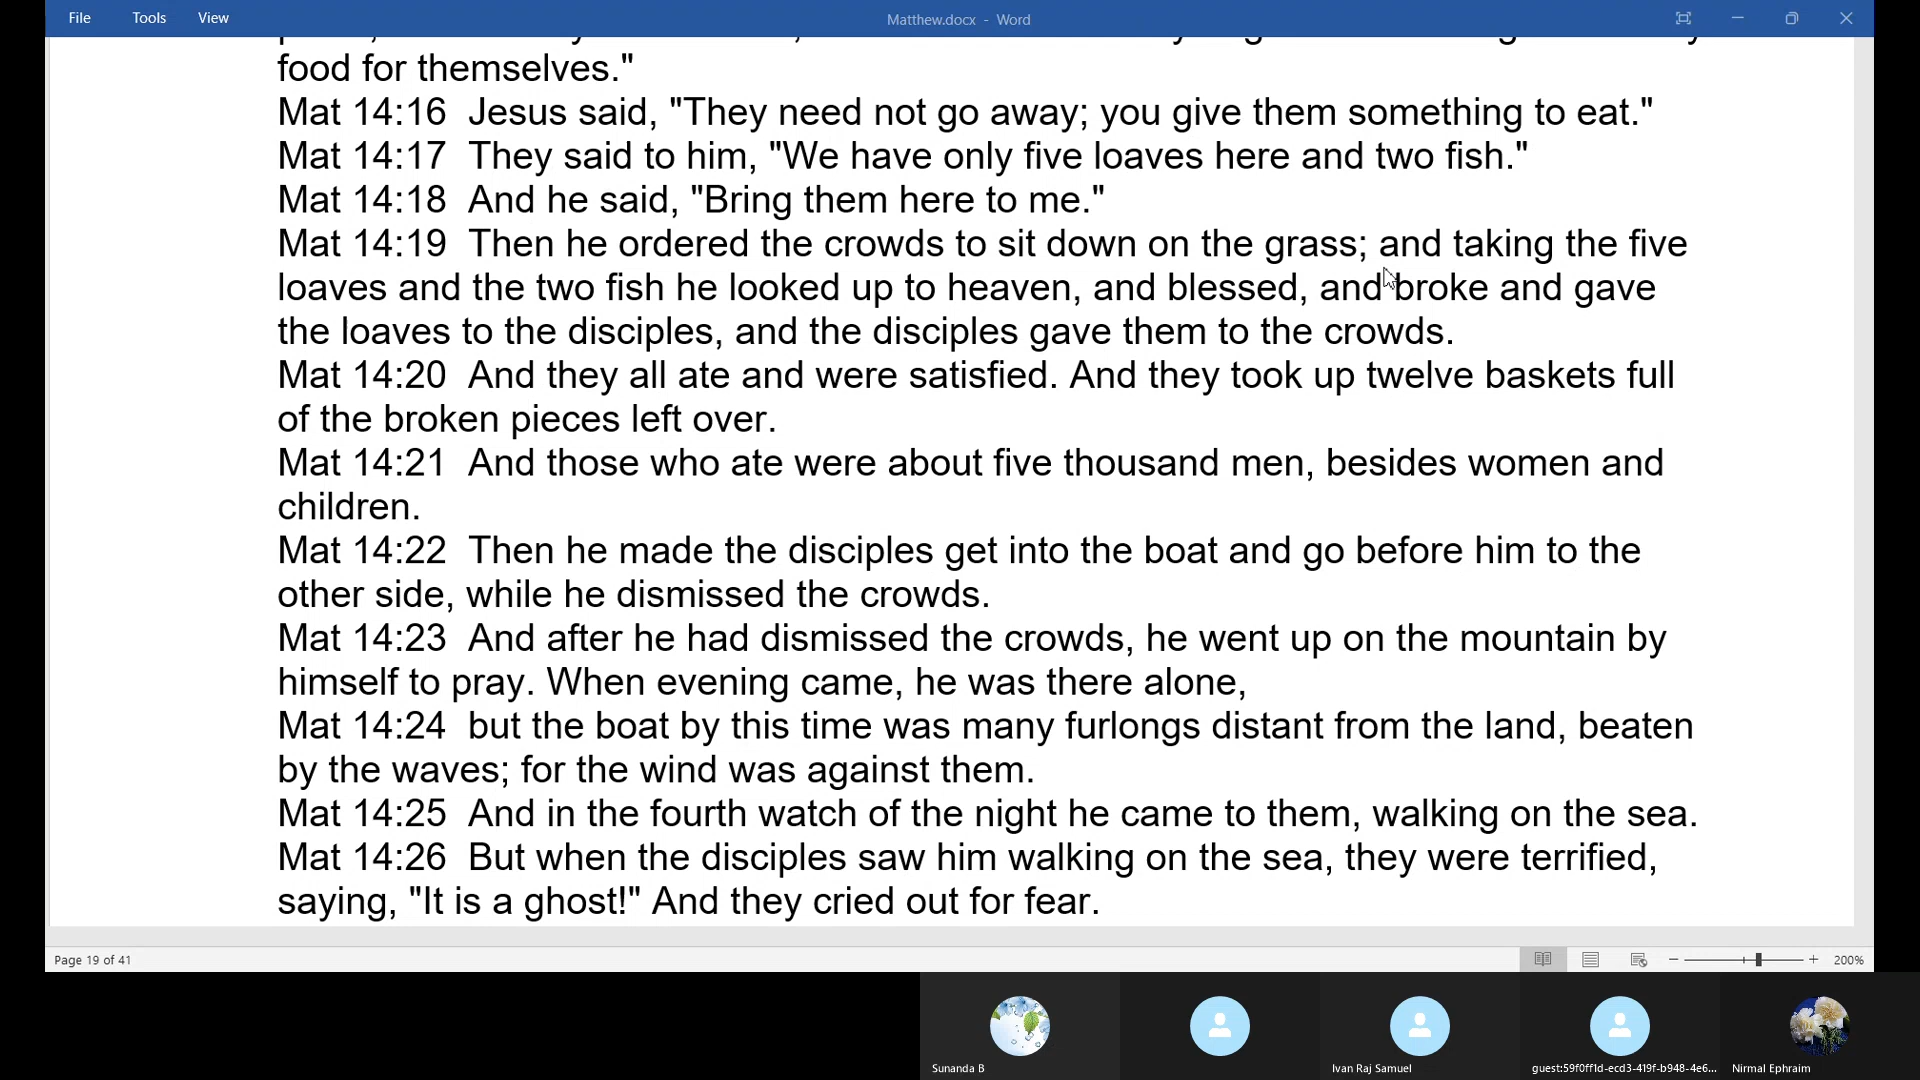 File Tools View Matthew.docx - Word
food for themselves."
Mat 14:16 Jesus said, "They need not go away; you give them something to eat."
Mat 14:17 They said to him, "We have only five loaves here and two fish."
Mat 14:18 And he said, "Bring them here to me."
Mat 14:19 Then he ordered the crowds to sit down on the grass; and taking the five
loaves and the two fish he looked up to heaven, and blessed, and broke and gave
the loaves to the disciples, and the disciples gave them to the crowds.
Mat 14:20 And they all ate and were satisfied. And they took up twelve baskets full
of the broken pieces left over.
Mat 14:21 And those who ate were about five thousand men, besides women and
children.
Mat 14:22 Then he made the disciples get into the boat and go before him to the
other side, while he dismissed the crowds.
Mat 14:23 And after he had dismissed the crowds, he went up on the mountain by
himself to pray. When evening came, he was there alone,
Mat 14:24 but the boat by this time was many furlongs distant from the land, beaten
by the waves; for the wind was against them.
Mat 14:25 And in the fourth watch of the night he came to them, walking on the sea.
Mat 14:26 But when the disciples saw him walking on the sea, they were terrified,
saying, "It is a ghost!" And they cried out for fear.
Page 19 of 41 200%
Sunanda B Ivan Raj Samuel guest:59f0ff1d-ecd3-419f-b948-4e6... Nirmal Ephraim